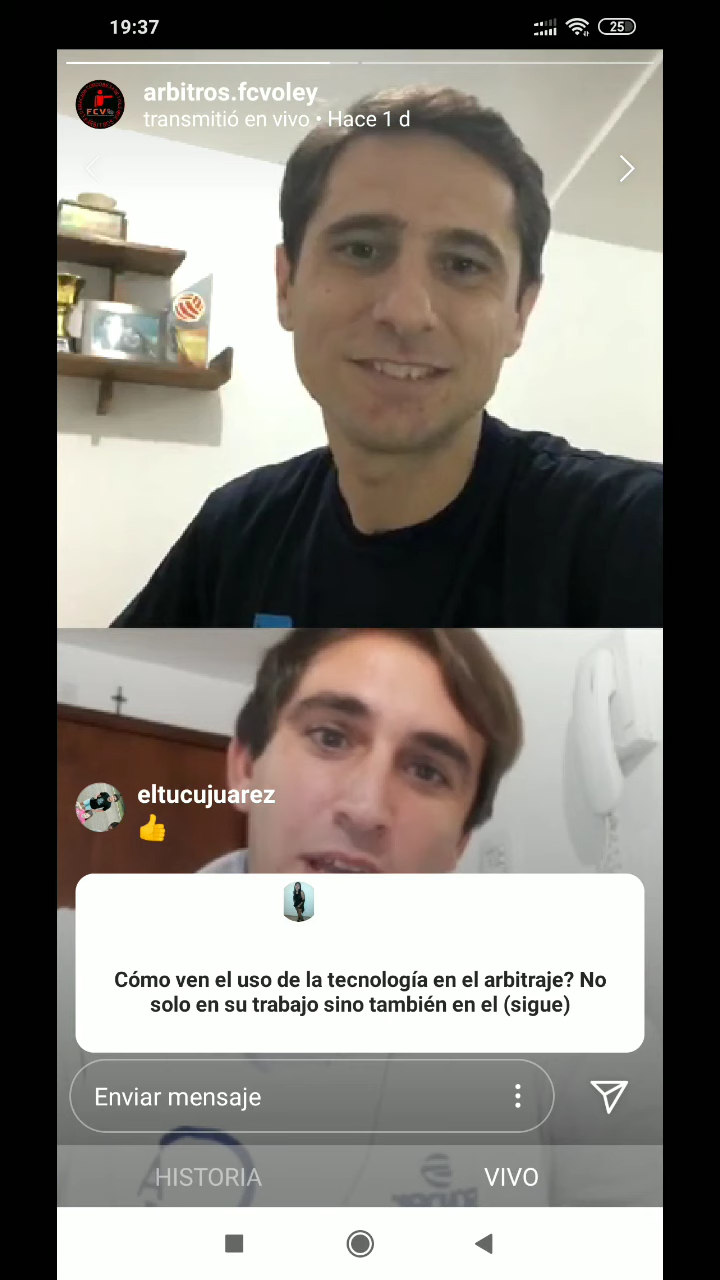 19:37
25
arbitros.fcvoley
transmitió en vivo • Hace 1 d
FCV
eltucujuarez
Cómo ven el uso de la tecnología en el arbitraje? No
solo en su trabajo sino también en el (sigue)
Enviar mensaje
HISTORIA
VIVO